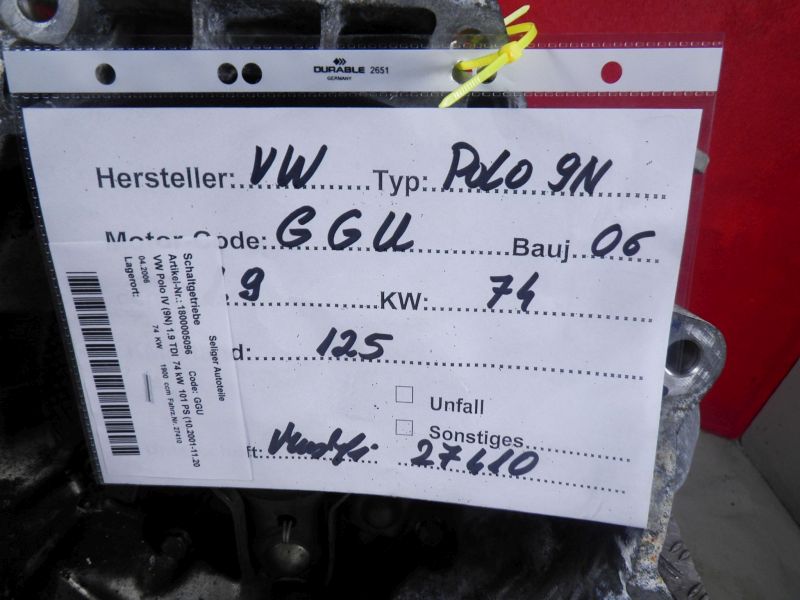 DURABLE 2651
GERMANY
Hersteller: VW Typ: POLO 9N
Motor Code: GGU Bauj. 06
9 KW: 74
d: 125
Unfall
Sonstiges
ft: 27410
Seliger Autoteile
Schaltgetriebe
Artikel-Nr.: 1800005096 Code: GGU
VW Polo IV (9N) 1.9 TDI 74 kW 101 PS (10.2001-11.20
04.2006 74 KW 1900 ccm Fahrz.Nr. 27410
Lagerort: